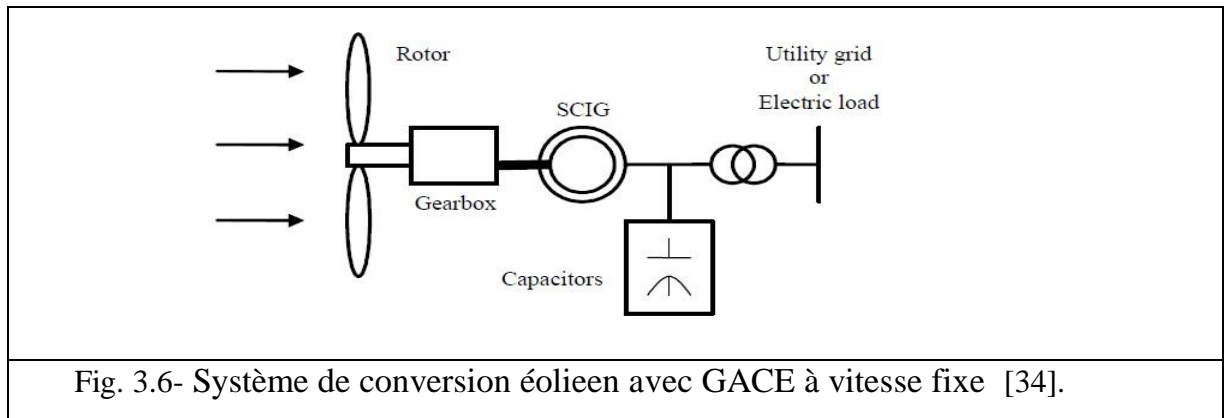 Rotor
Utility grid
or
Electric load
SCIG
Gearbox
Capacitors
Fig. 3.6- Système de conversion éolieen avec GACE à vitesse fixe [34].